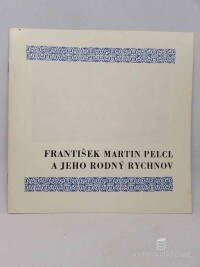 FRANTIŠEK MARTIN PELCL
A JEHO RODNÝ RYCHNOV